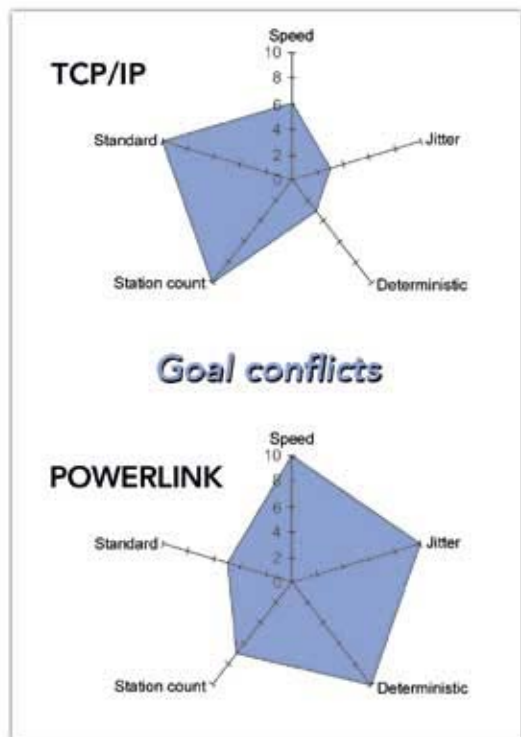 Speed
TCP/IP
10
8
6
4
2
0
Standard
Jitter
Station count
Deterministic
Goal conflicts
Speed
POWERLINK
10
8
6
4
2
0
Standard
Jitter
Station count
Deterministic